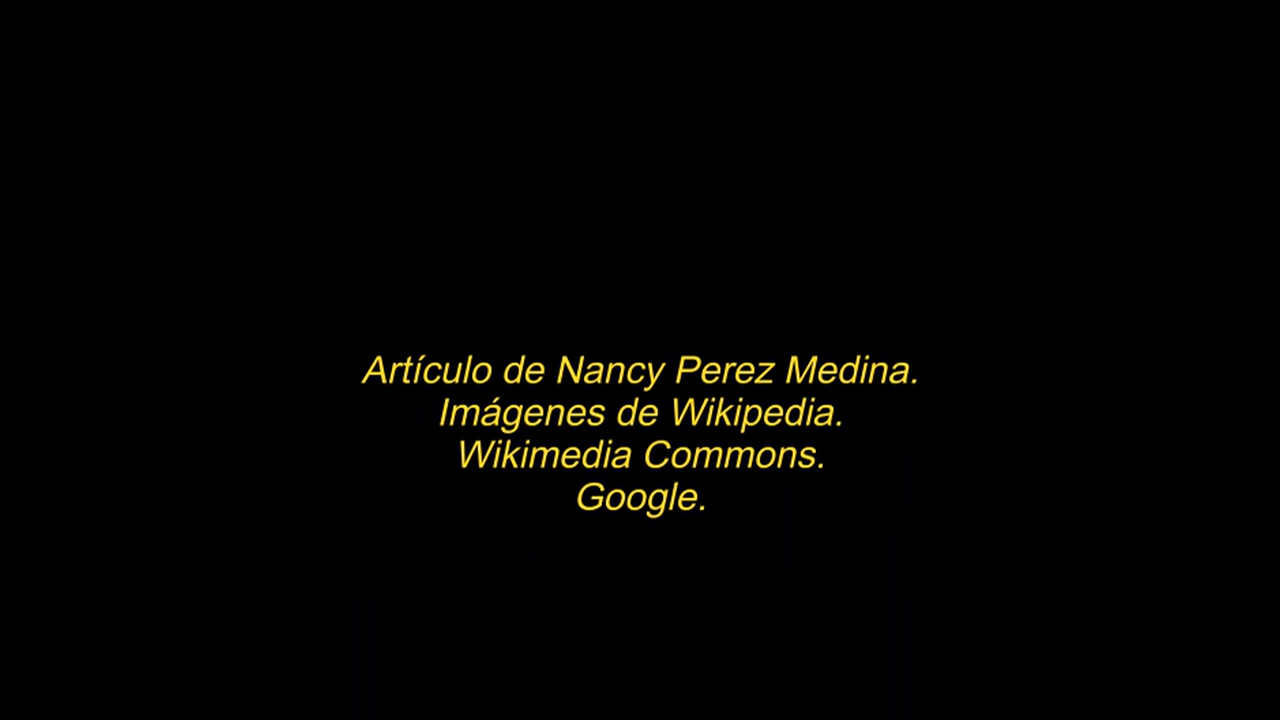 Artículo de Nancy Perez Medina.
Imágenes de Wikipedia.
Wikimedia Commons.
Google.